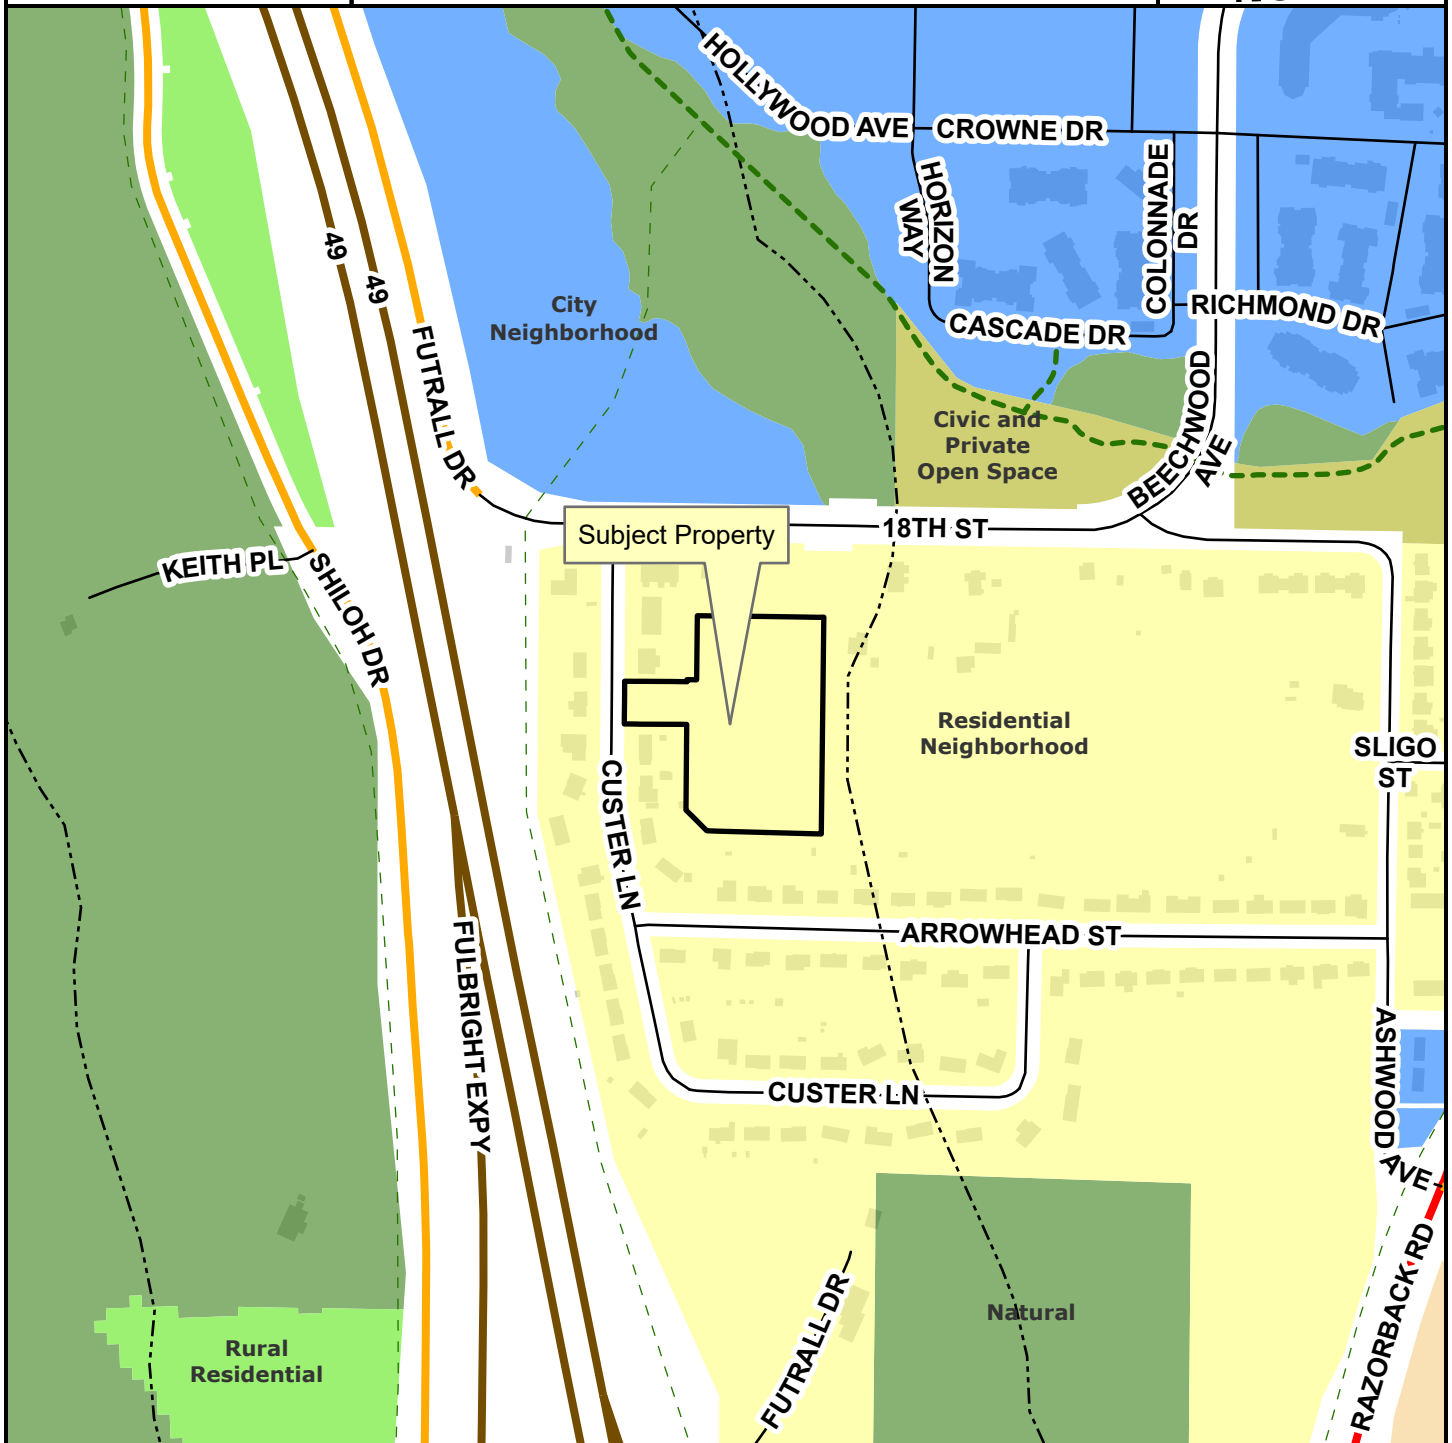 HOLLYWOOD AVE
CROWNE DR
HORIZON
WAY
COLONNADE
DR
49
49
City
Neighborhood
CASCADE DR
RICHMOND DR
FUTRALL DR
BEECHWOOD
AVE
Civic and
Private
Open Space
18TH ST
Subject Property
KEITH PL
SHILOH DR
Residential
Neighborhood
SLIGO
ST
CUSTER LN
ARROWHEAD ST
FULBRIGHT EXPY
CUSTER LN
ASHWOOD
AVE
Natural
FUTRALL DR
RAZORBACK RD
Rural
Residential